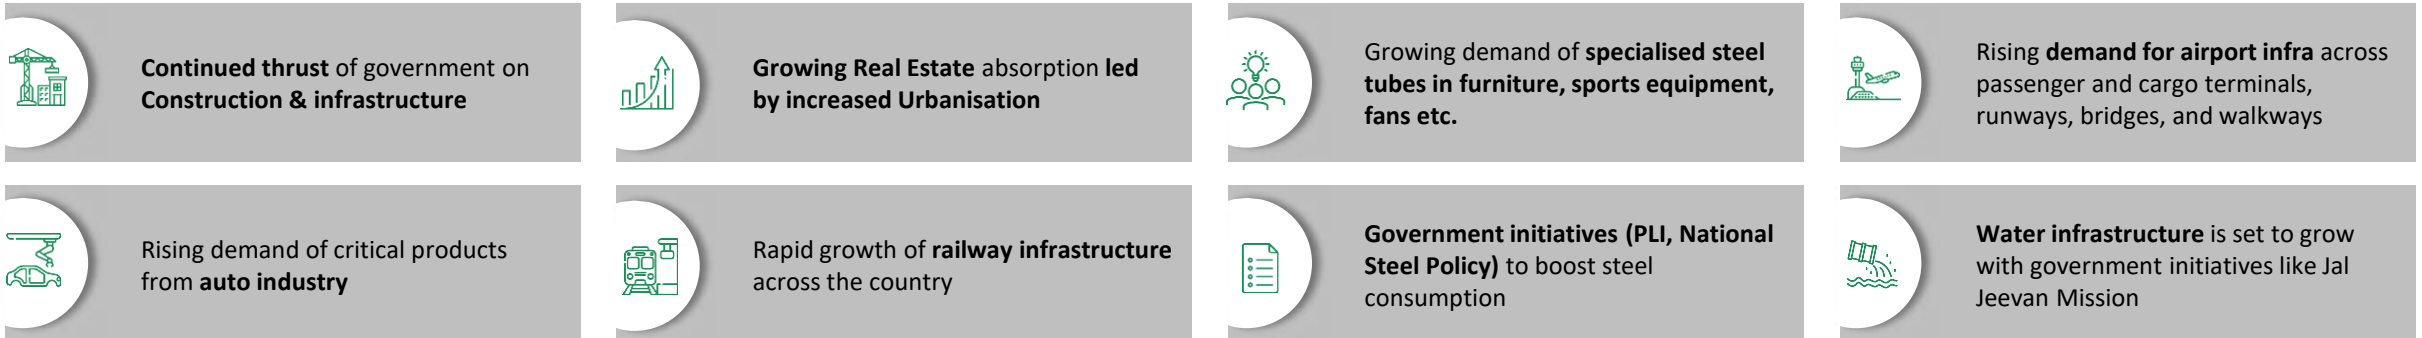 Continued thrust of government on
Construction & infrastructure
Growing Real Estate absorption led
by increased Urbanisation
Growing demand of specialised steel
tubes in furniture, sports equipment,
fans etc.
Rising demand for airport infra across
passenger and cargo terminals,
runways, bridges, and walkways
Rising demand of critical products
from auto industry
Rapid growth of railway infrastructure
across the country
Government initiatives (PLI, National
Steel Policy) to boost steel
consumption
Water infrastructure is set to grow
with government initiatives like Jal
Jeevan Mission